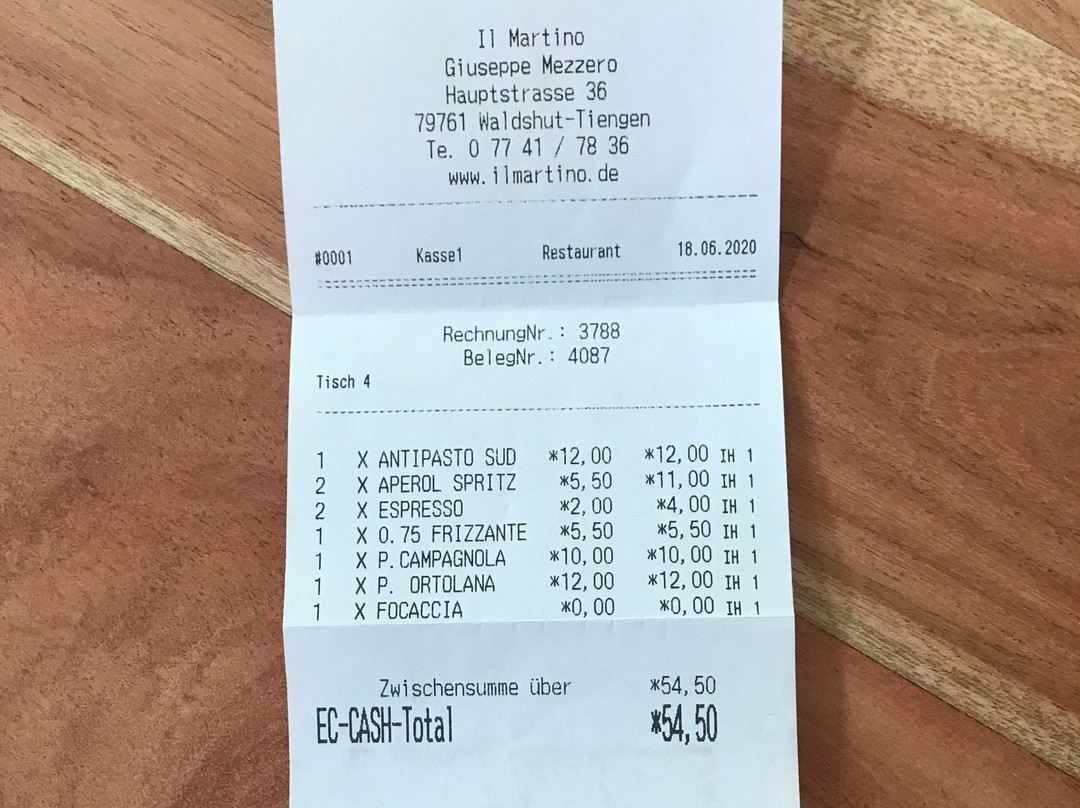 Il Martino
Giuseppe Mezzero
Hauptstrasse 36
79761 Waldshut-Tiengen
Te. 0 77 41 / 78 36
www.ilmartino.de
#0001 Kasse1 Restaurant 18.06.2020
RechnungNr.: 3788
BelegNr.: 4087
Tisch 4
1 X ANTIPASTO SUD *12,00 *12,00 IH 1
2 X APEROL SPRITZ *5,50 *11,00 IH 1
2 X ESPRESSO *2,00 *4,00 IH 1
1 X 0.75 FRIZZANTE *5,50 *5,50 IH 1
1 X P.CAMPAGNOLA *10,00 *10,00 IH 1
1 X P. ORTOLANA *12,00 *12,00 IH 1
1 X FOCACCIA *0,00 *0,00 IH 1
Zwischensumme über *54,50
EC-CASH-Total *54,50